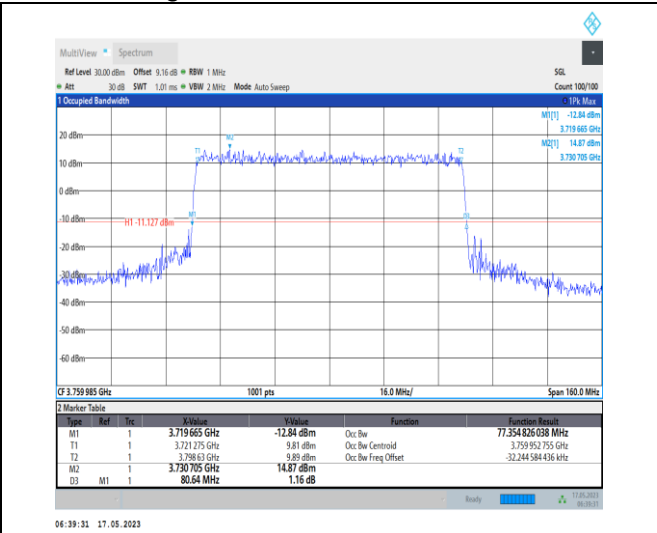 MultiView Spectrum
Ref Level 30.00 dBm Offset 9.16 dB RBW 1 MHz SGL
Att 30 dB SWT 1.01 ms VBW 2 MHz Mode Auto Sweep Count 100/100
1 Occupied Bandwidth 1Pk Max
M1[1] -12.84 dBm
3.719 665 GHz
M2[1] 14.87 dBm
3.730 705 GHz
20 dBm
M2
T1 T2
10 dBm
0 dBm
-10 dBm
M1
H1 -11.127 dBm
D3
-20 dBm
-30 dBm
-40 dBm
-50 dBm
-60 dBm
CF 3.759 985 GHz 1001 pts 16.0 MHz/ Span 160.0 MHz
2 Marker Table
Type Ref Trc X-Value Y-Value Function Function Result
M1 1 3.719 665 GHz -12.84 dBm Occ Bw 77.354 826 038 MHz
T1 1 3.721 275 GHz 9.81 dBm Occ Bw Centroid 3.759 952 755 GHz
T2 1 3.798 63 GHz 9.89 dBm Occ Bw Freq Offset -32.244 584 436 kHz
M2 1 3.730 705 GHz 14.87 dBm
D3 M1 1 80.64 MHz 1.16 dB
Ready 17.05.2023
06:39:31
06:39:31 17.05.2023